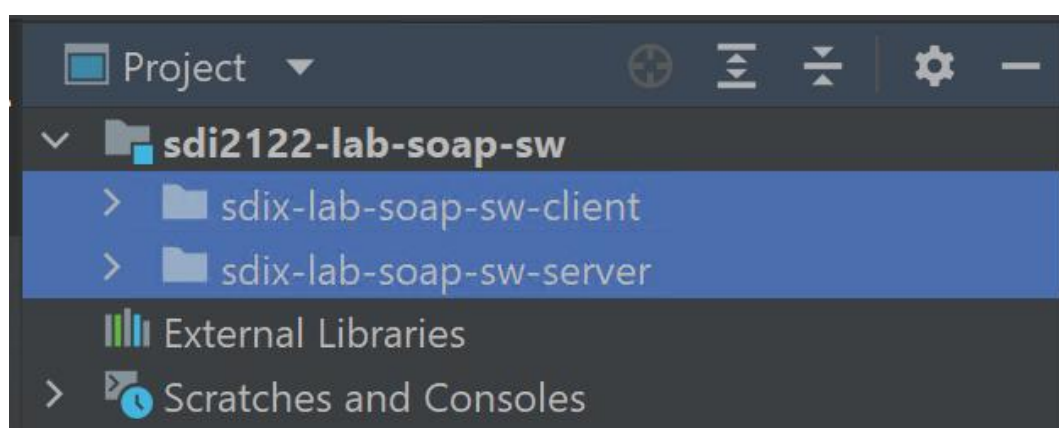 Project
sdi2122-lab-soap-sw
sdix-lab-soap-sw-client
sdix-lab-soap-sw-server
External Libraries
Scratches and Consoles